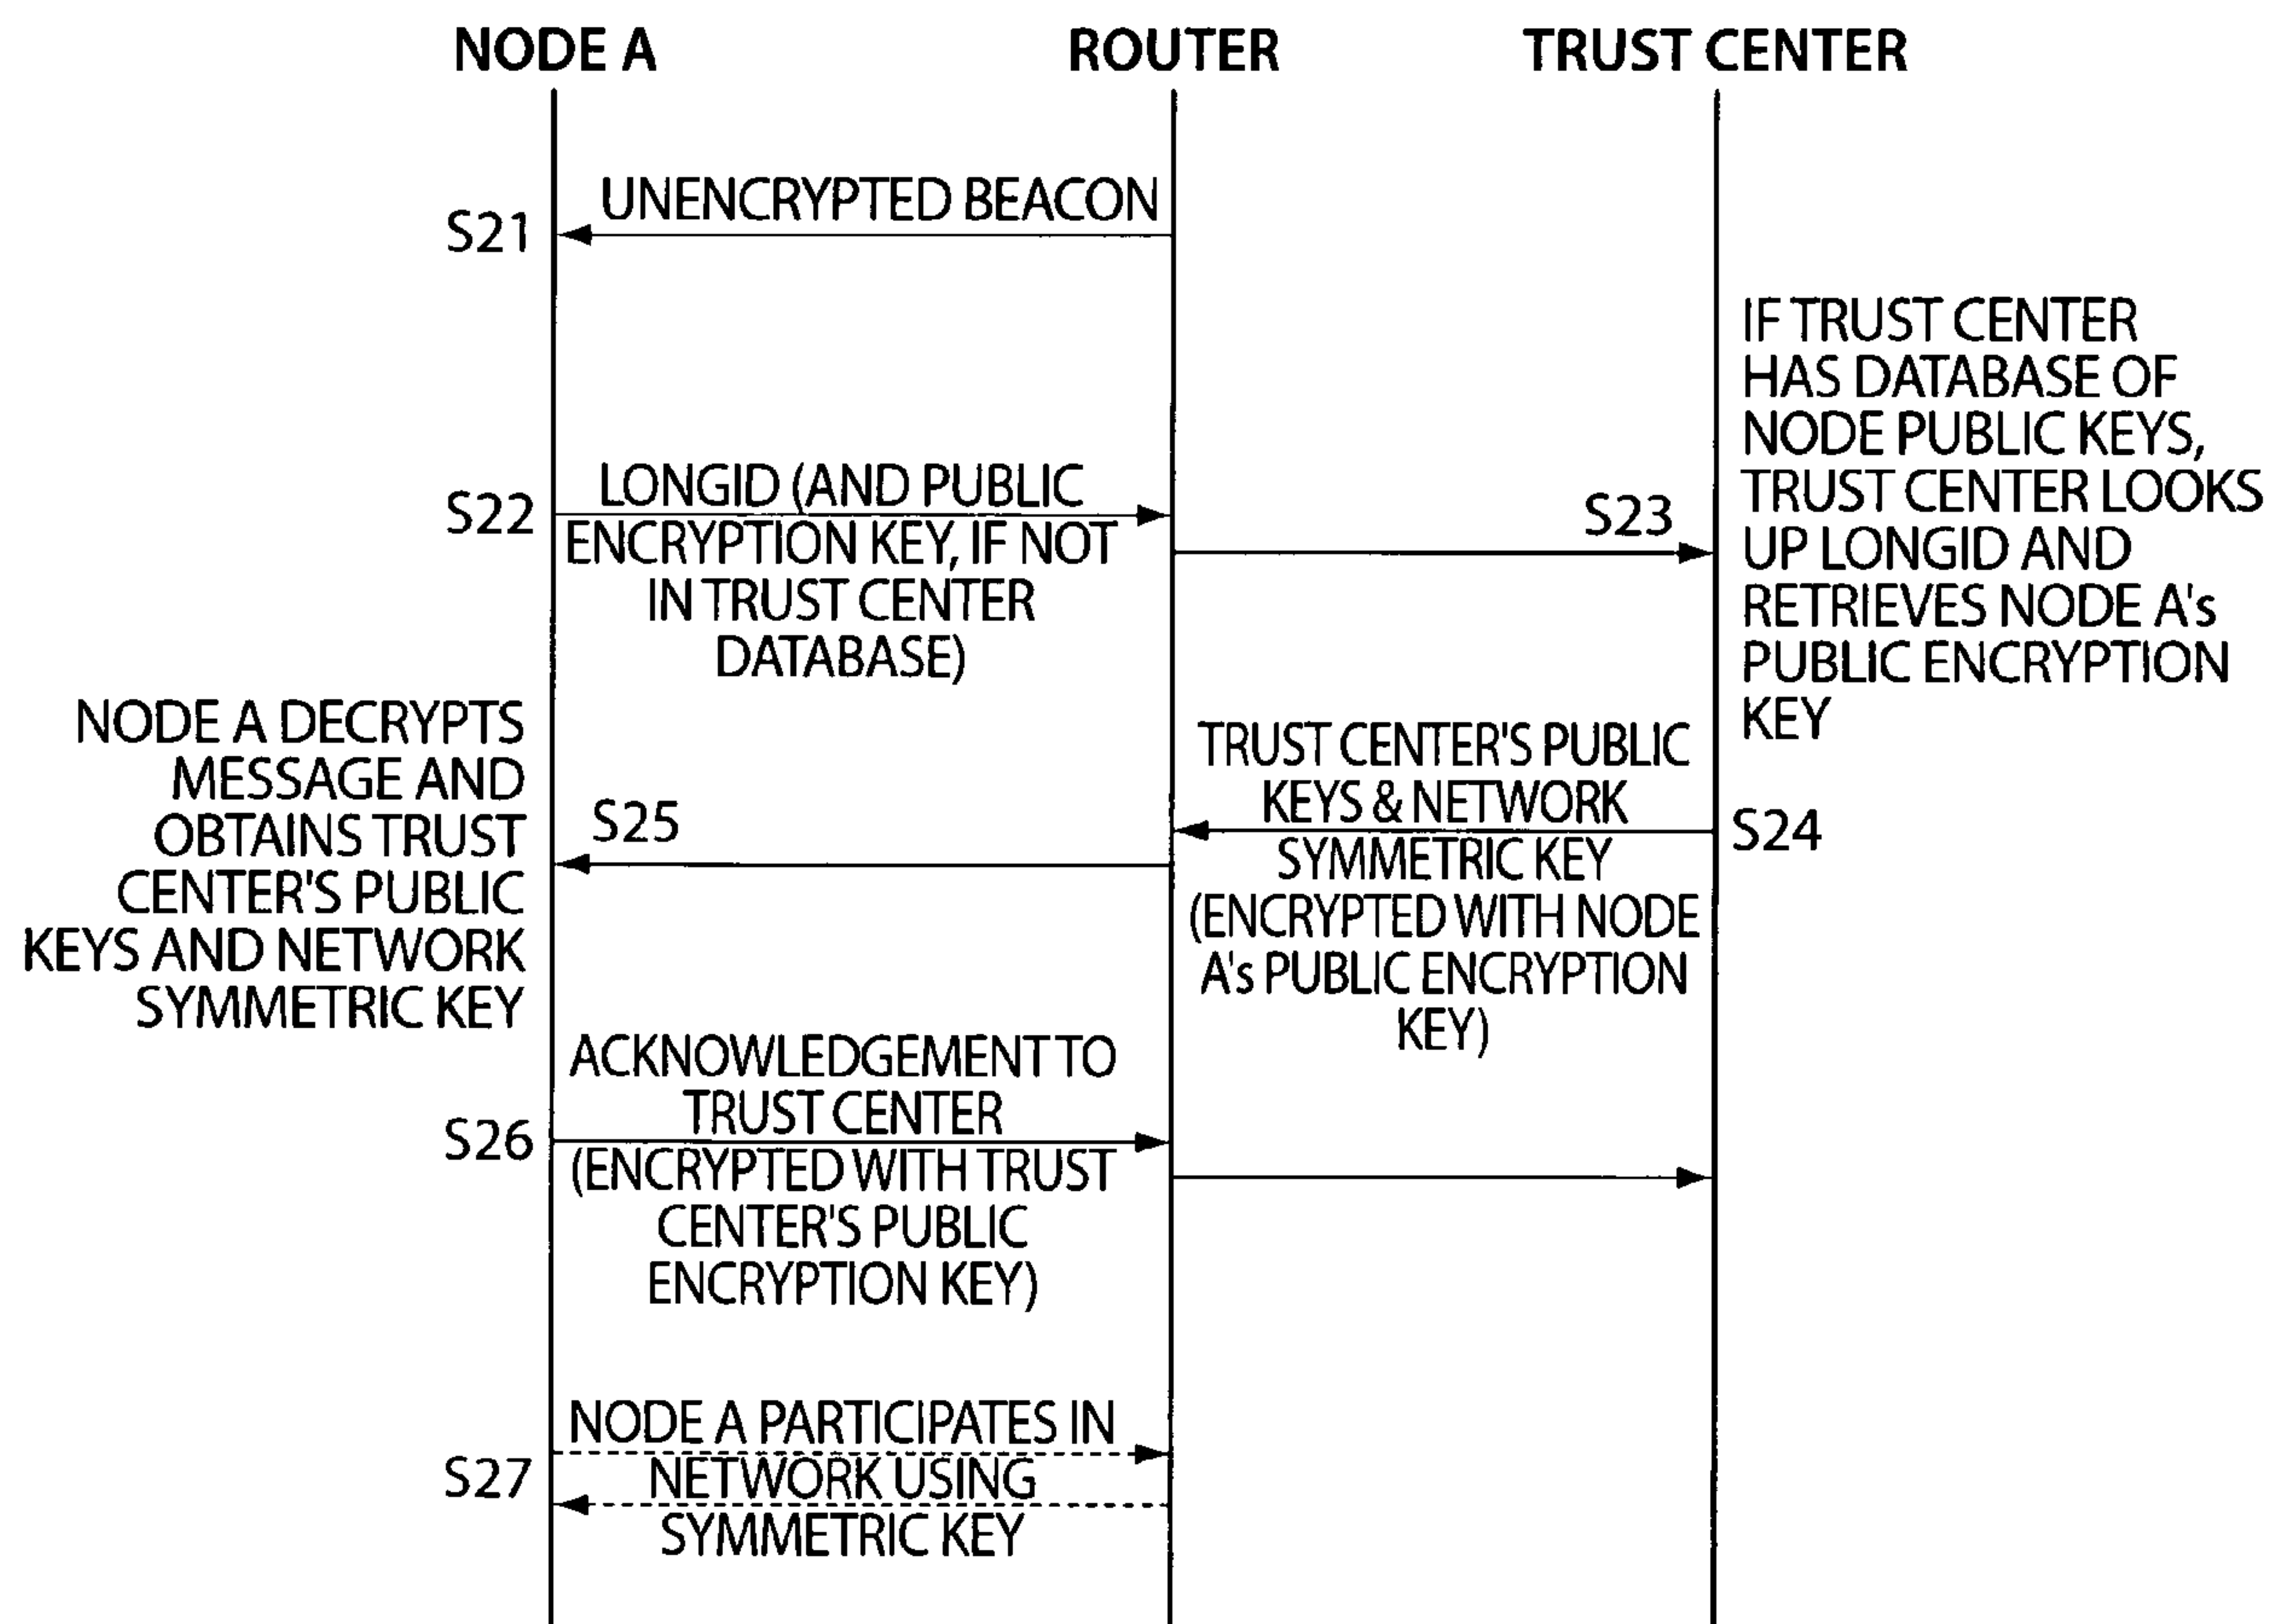 NODE A
ROUTER
TRUST CENTER
UNENCRYPTED BEACON
S21
IF TRUST CENTER
HAS DATABASE OF
NODE PUBLIC KEYS,
TRUST CENTER LOOKS
UP LONGID AND
RETRIEVES NODE A's
PUBLIC ENCRYPTION
KEY
S22
LONGID (AND PUBLIC
ENCRYPTION KEY, IF NOT
IN TRUST CENTER
DATABASE)
S23
TRUST CENTER'S PUBLIC
KEYS & NETWORK
SYMMETRIC KEY
(ENCRYPTED WITH NODE
A's PUBLIC ENCRYPTION
KEY)
S24
S25
NODE A DECRYPTS
MESSAGE AND
OBTAINS TRUST
CENTER'S PUBLIC
KEYS AND NETWORK
SYMMETRIC KEY
ACKNOWLEDGEMENT TO
TRUST CENTER
(ENCRYPTED WITH TRUST
CENTER'S PUBLIC
ENCRYPTION KEY)
S26
NODE A PARTICIPATES IN
NETWORK USING
SYMMETRIC KEY
S27